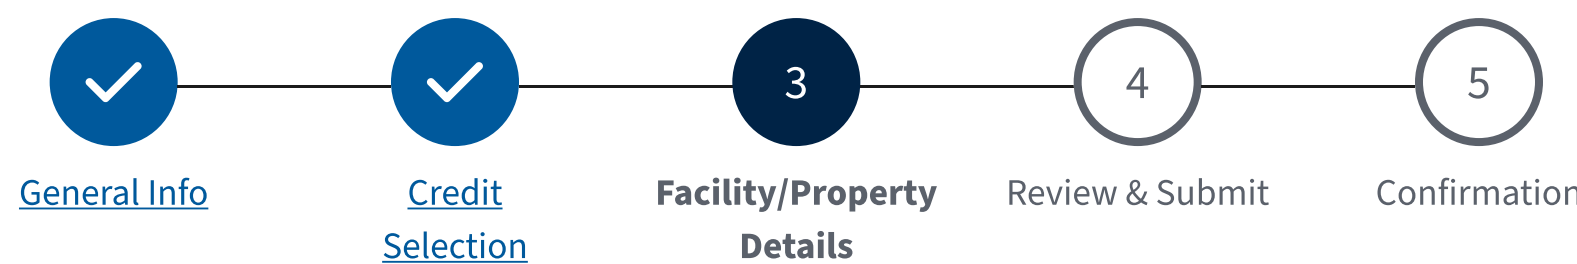 3
4
5
General Info
Credit
Selection
Facility/Property
Details
Review & Submit
Confirmation